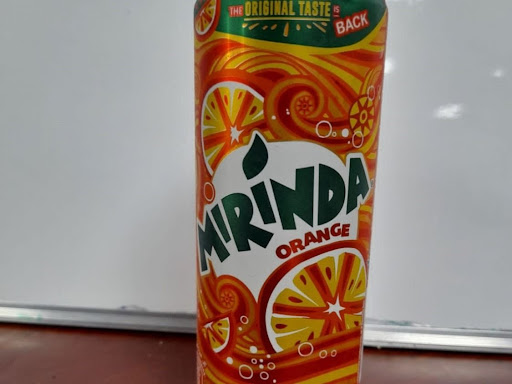 THE ORIGINAL TASTE IS BACK
MIRINDA
ORANGE